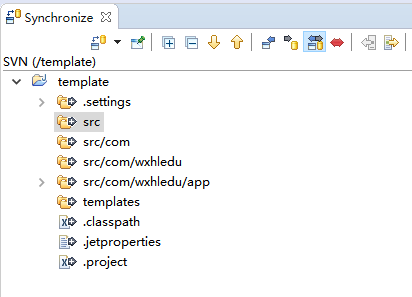 Synchronize
SVN (/template)
template
.settings
src
src/com
src/com/wxhledu
src/com/wxhledu/app
templates
.classpath
.jetproperties
.project